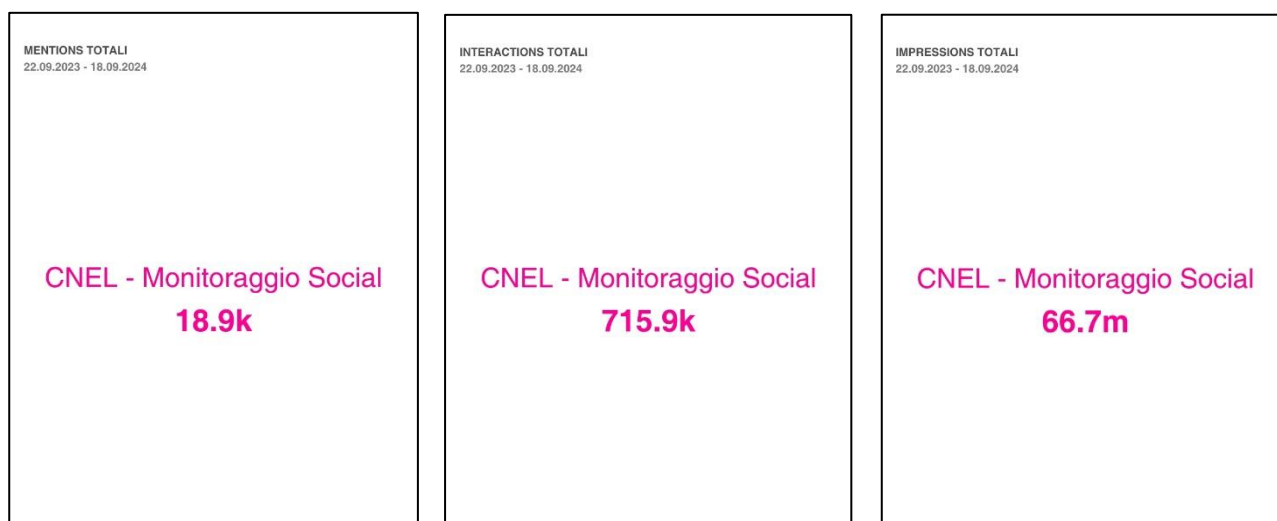 MENTIONS TOTALI
22.09.2023 - 18.09.2024
CNEL - Monitoraggio Social
18.9k
INTERACTIONS TOTALI
22.09.2023 - 18.09.2024
CNEL - Monitoraggio Social
715.9k
IMPRESSIONS TOTALI
22.09.2023 - 18.09.2024
CNEL - Monitoraggio Social
66.7m